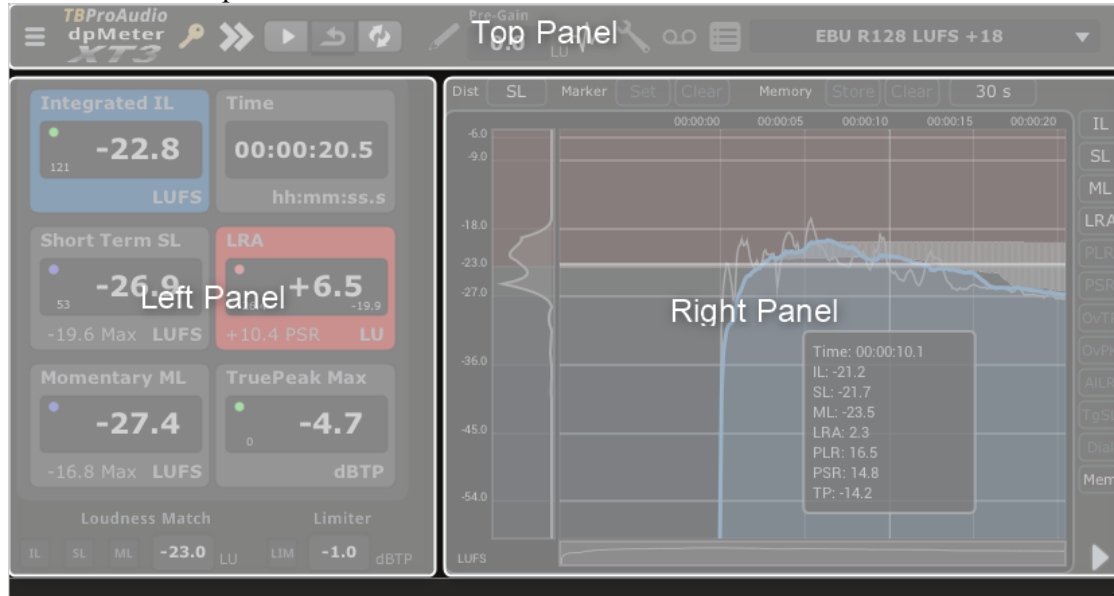 TBProAudio
dpMeter
XT3
Pre-Gain
0.0
LU
Top Panel
EBU R128 LUFS +18
Integrated IL
-22.8
121
LUFS
Time
00:00:20.5
hh:mm:ss.s
Short Term SL
-26.9
53
-19.6 Max LUFS
LRA
+6.5
-19.9
+10.4 PSR LU
Left Panel
Momentary ML
-27.4
-16.8 Max LUFS
TruePeak Max
-4.7
0
dBTP
Loudness Match
Limiter
IL SL ML -23.0 LU LIM -1.0 dBTP
Dist SL Marker Set Clear Memory Store Clear 30 s
00:00:00 00:00:05 00:00:10 00:00:15 00:00:20
-6.0
-9.0
-18.0
-23.0
-27.0
-36.0
-45.0
-54.0
LUFS
Right Panel
Time: 00:00:10.1
IL: -21.2
SL: -21.7
ML: -23.5
LRA: 2.3
PLR: 16.5
PSR: 14.8
TP: -14.2
IL
SL
ML
LRA
PLR
PSR
Mem